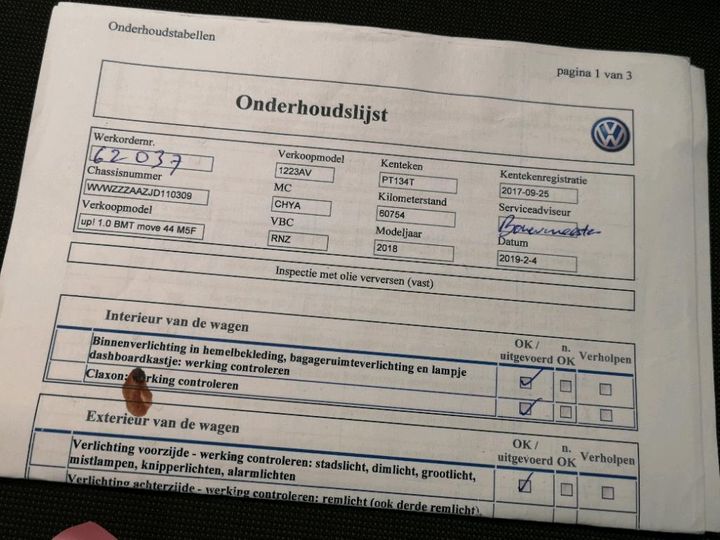 Onderhoudstabellen
pagina 1 van 3
Onderhoudslijst
Werkordernr.
62 037
Chassisnummer
WVWZZZAAZJD110309
Verkoopmodel
up! 1.0 BMT move 44 M5F
Verkoopmodel
1223AV
MC
CHYA
VBC
RNZ
Kenteken
PT134T
Kilometerstand
60754
Modeljaar
2018
Kentekenregistratie
2017-09-25
Serviceadviseur
Datum
2019-2-4
Inspectie met olie verversen (vast)
Interieur van de wagen
OK / uitgevoerd
n. OK
Verholpen
Binnenverlichting in hemelbekleding, bagageruimteverlichting en lampje
dashboardkastje: werking controleren
Claxon: werking controleren
Exterieur van de wagen
OK / uitgevoerd
n. OK
Verholpen
Verlichting voorzijde - werking controleren: stadslicht, dimlicht, grootlicht,
mistlampen, knipperlichten, alarmlichten
Verlichting achterzijde - werking controleren: remlicht (ook derde remlicht),